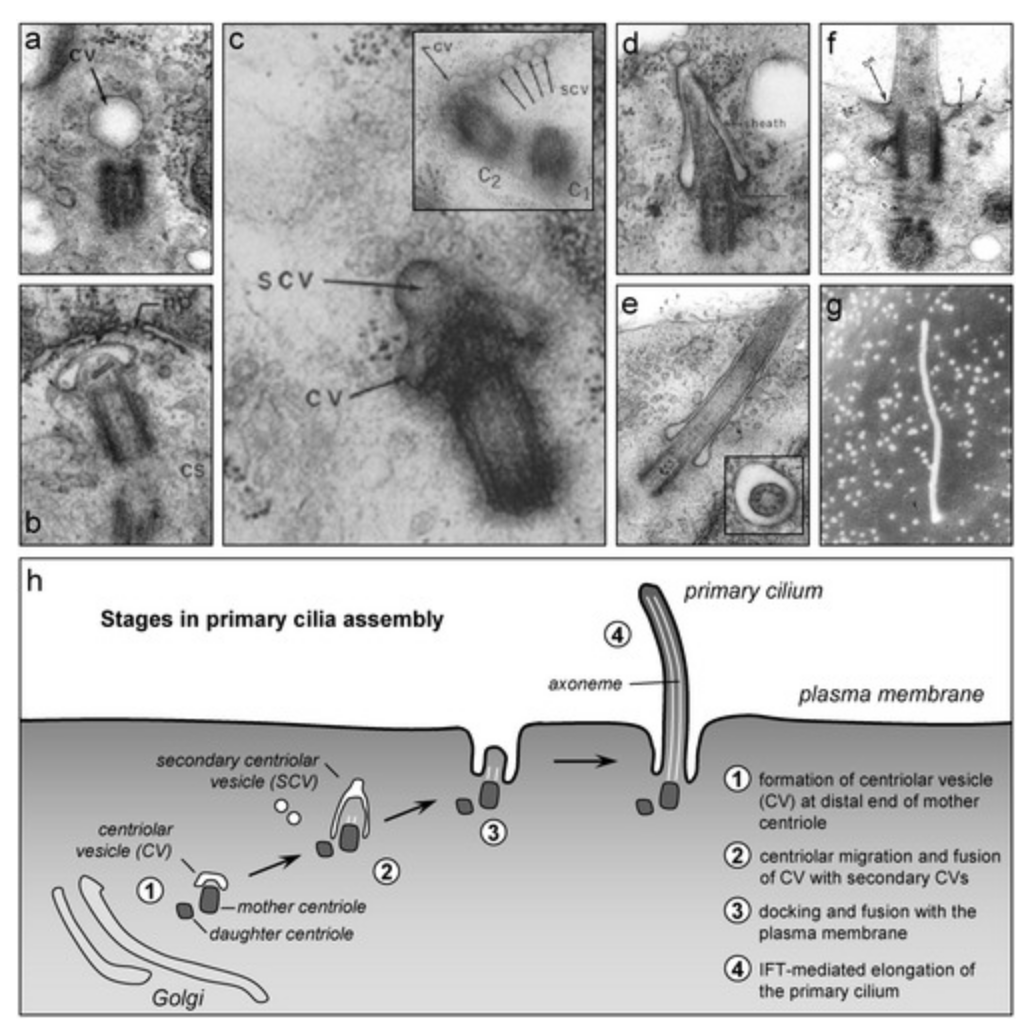 a
CV
c
CV
SCV
C2
C1
SCV
CV
d
sheath
f
b
CS
e
g
h
Stages in primary cilia assembly
primary cilium
4
axoneme
plasma membrane
secondary centriolar
vesicle (SCV)
centriolar
vesicle (CV)
1
2
3
mother centriole
daughter centriole
Golgi
1 formation of centriolar vesicle
(CV) at distal end of mother
centriole
2 centriolar migration and fusion
of CV with secondary CVs
3 docking and fusion with the
plasma membrane
4 IFT-mediated elongation of
the primary cilium